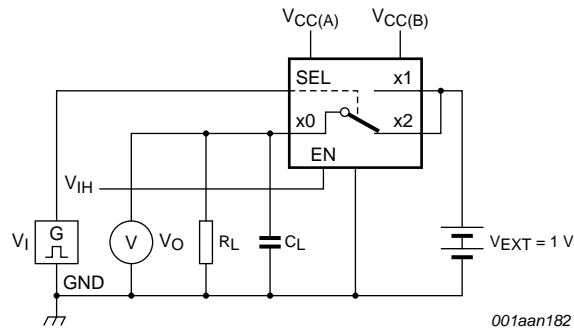 VCC(A) VCC(B)
SEL x1
x0 x2
EN
VIH
VI G V VO RL CL VEXT = 1 V
GND
001aan182